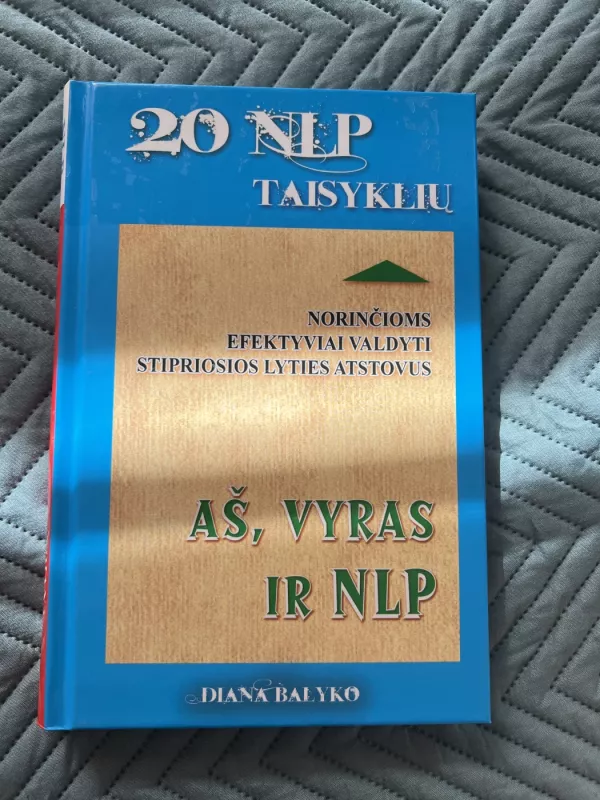 20 NLP
TAISYKLIŲ
NORINČIOMS
EFEKTYVIAI VALDYTI
STIPRIOSIOS LYTIES ATSTOVUS
AŠ, VYRAS
IR NLP
DIANA BALYKO